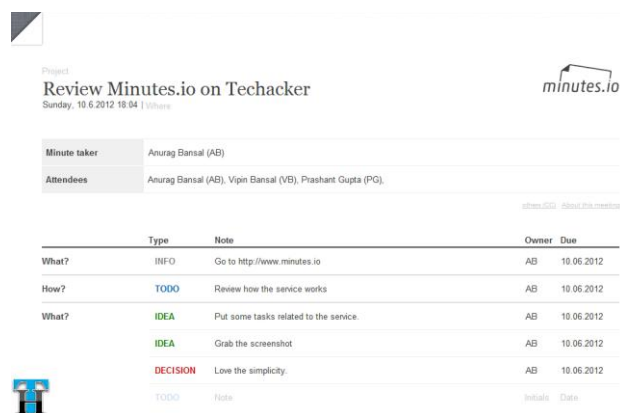 Project
Review Minutes.io on Techacker
Sunday, 10.6.2012 18:04 | Where
minutes.io
Minute taker Anurag Bansal (AB)
Attendees Anurag Bansal (AB), Vipin Bansal (VB), Prashant Gupta (PG),
others (CC) About the meeting
Type Note Owner Due
What? INFO Go to http://www.minutes.io AB 10.06.2012
How? TODO Review how the service works AB 10.06.2012
What? IDEA Put some tasks related to the service. AB 10.06.2012
IDEA Grab the screenshot AB 10.06.2012
DECISION Love the simplicity. AB 10.06.2012
TODO Note Initials Date